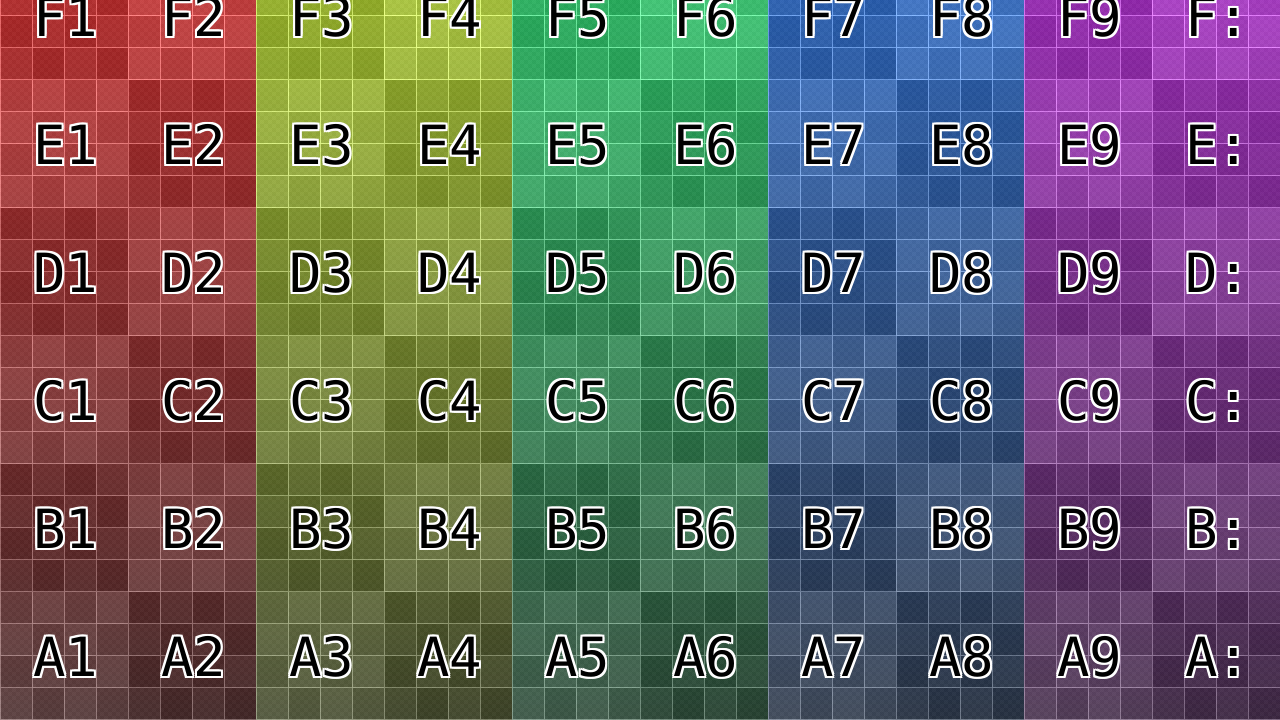 F1 F2 F3 F4 F5 F6 F7 F8 F9 F:
E1 E2 E3 E4 E5 E6 E7 E8 E9 E:
D1 D2 D3 D4 D5 D6 D7 D8 D9 D:
C1 C2 C3 C4 C5 C6 C7 C8 C9 C:
B1 B2 B3 B4 B5 B6 B7 B8 B9 B:
A1 A2 A3 A4 A5 A6 A7 A8 A9 A: